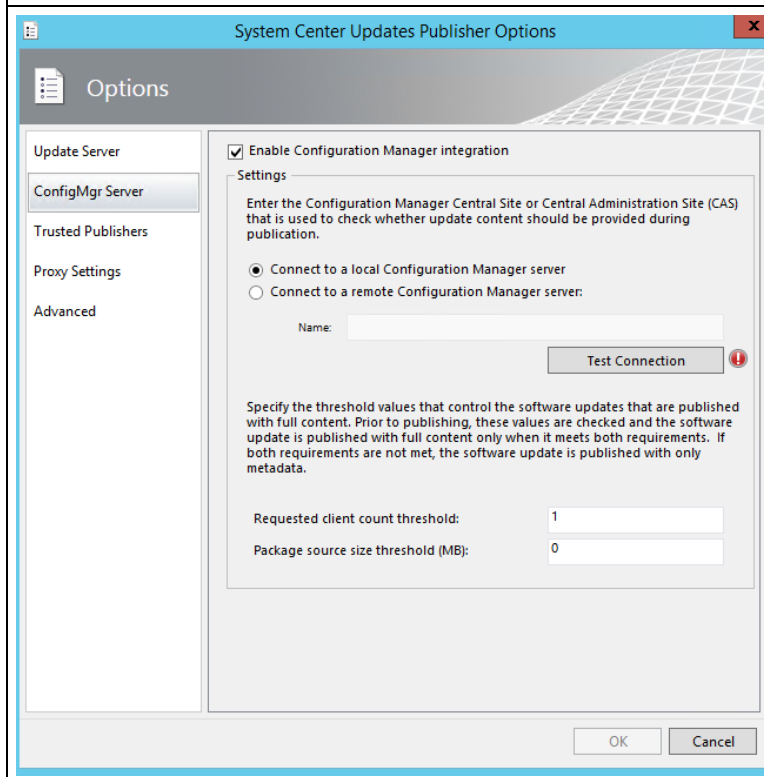 System Center Updates Publisher Options
Options
Update Server
ConfigMgr Server
Trusted Publishers
Proxy Settings
Advanced
Enable Configuration Manager integration
Settings
Enter the Configuration Manager Central Site or Central Administration Site (CAS)
that is used to check whether update content should be provided during
publication.
Connect to a local Configuration Manager server
Connect to a remote Configuration Manager server:
Name:
Test Connection
Specify the threshold values that control the software updates that are published
with full content. Prior to publishing, these values are checked and the software
update is published with full content only when it meets both requirements. If
both requirements are not met, the software update is published with only
metadata.
Requested client count threshold: 1
Package source size threshold (MB): 0
OK Cancel